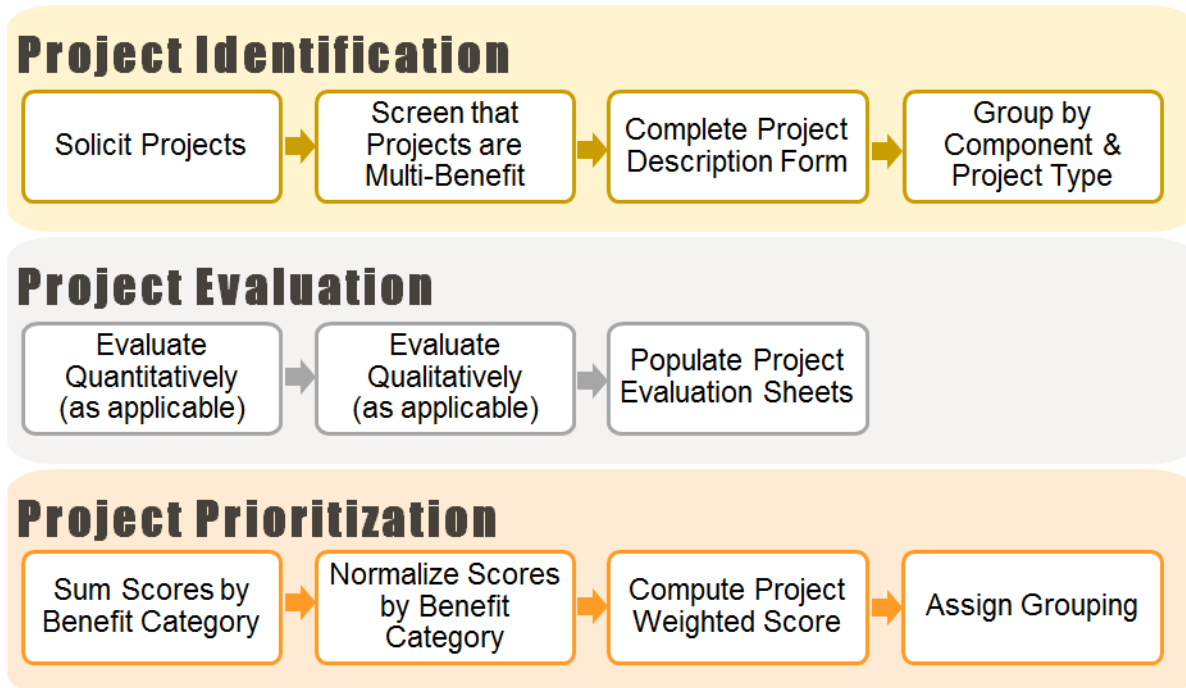 Project Identification
Solicit Projects
Screen that
Projects are
Multi-Benefit
Complete Project
Description Form
Group by
Component &
Project Type
Project Evaluation
Evaluate
Quantitatively
(as applicable)
Evaluate
Qualitatively
(as applicable)
Populate Project
Evaluation Sheets
Project Prioritization
Sum Scores by
Benefit Category
Normalize Scores
by Benefit
Category
Compute Project
Weighted Score
Assign Grouping